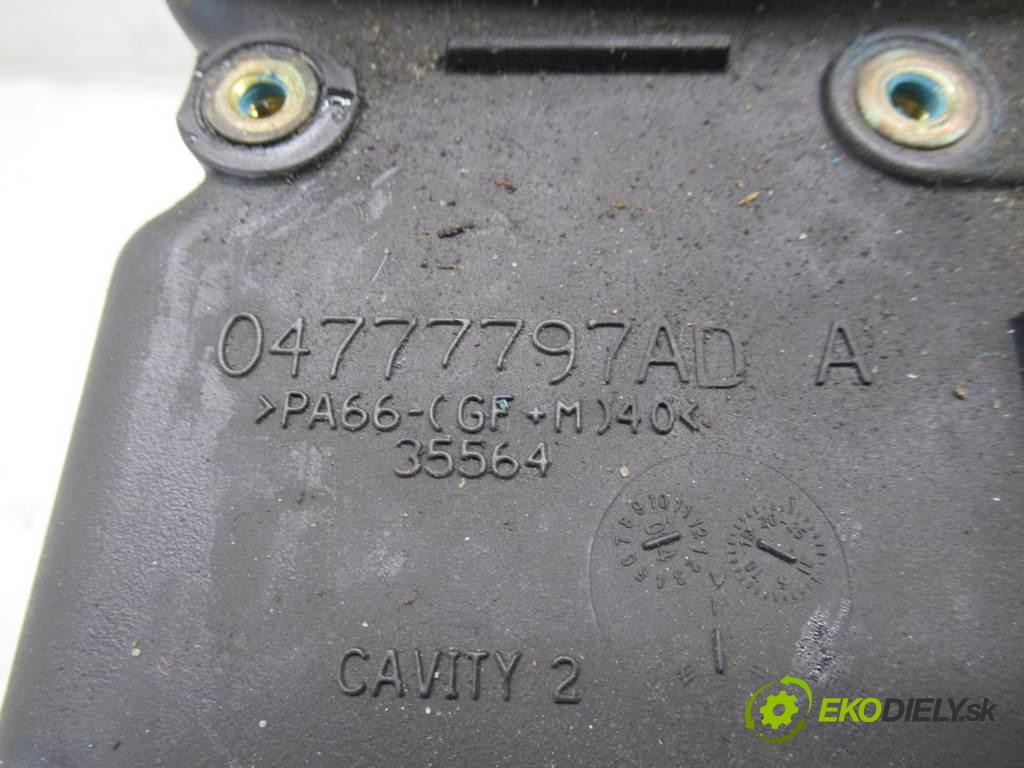 04777797AD A
>PA66-(GF+M)40<
35564
CAVITY 2
EKODIELY.sk